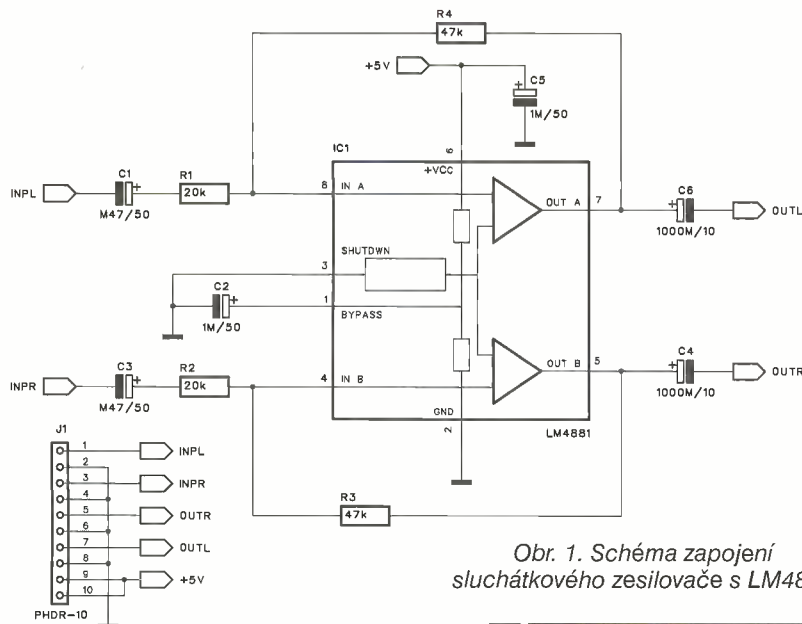 R4
47k
+5V
+
C5
1M/50
IC1
6
+VCC
INPL
C1
+
M47/50
R1
20k
8
IN A
OUT A
7
+
C6
1000M/10
OUTL
3
SHUTDWN
C2
+
1M/50
1
BYPASS
INPR
C3
+
M47/50
R2
20k
4
IN B
OUT B
5
+
C4
1000M/10
OUTR
GND
2
LM4881
J1
1
INPL
2
3
INPR
4
5
OUTR
6
7
OUTL
8
9
+5V
10
PHDR-10
R3
47k
Obr. 1. Schéma zapojení
sluchátkového zesilovače s